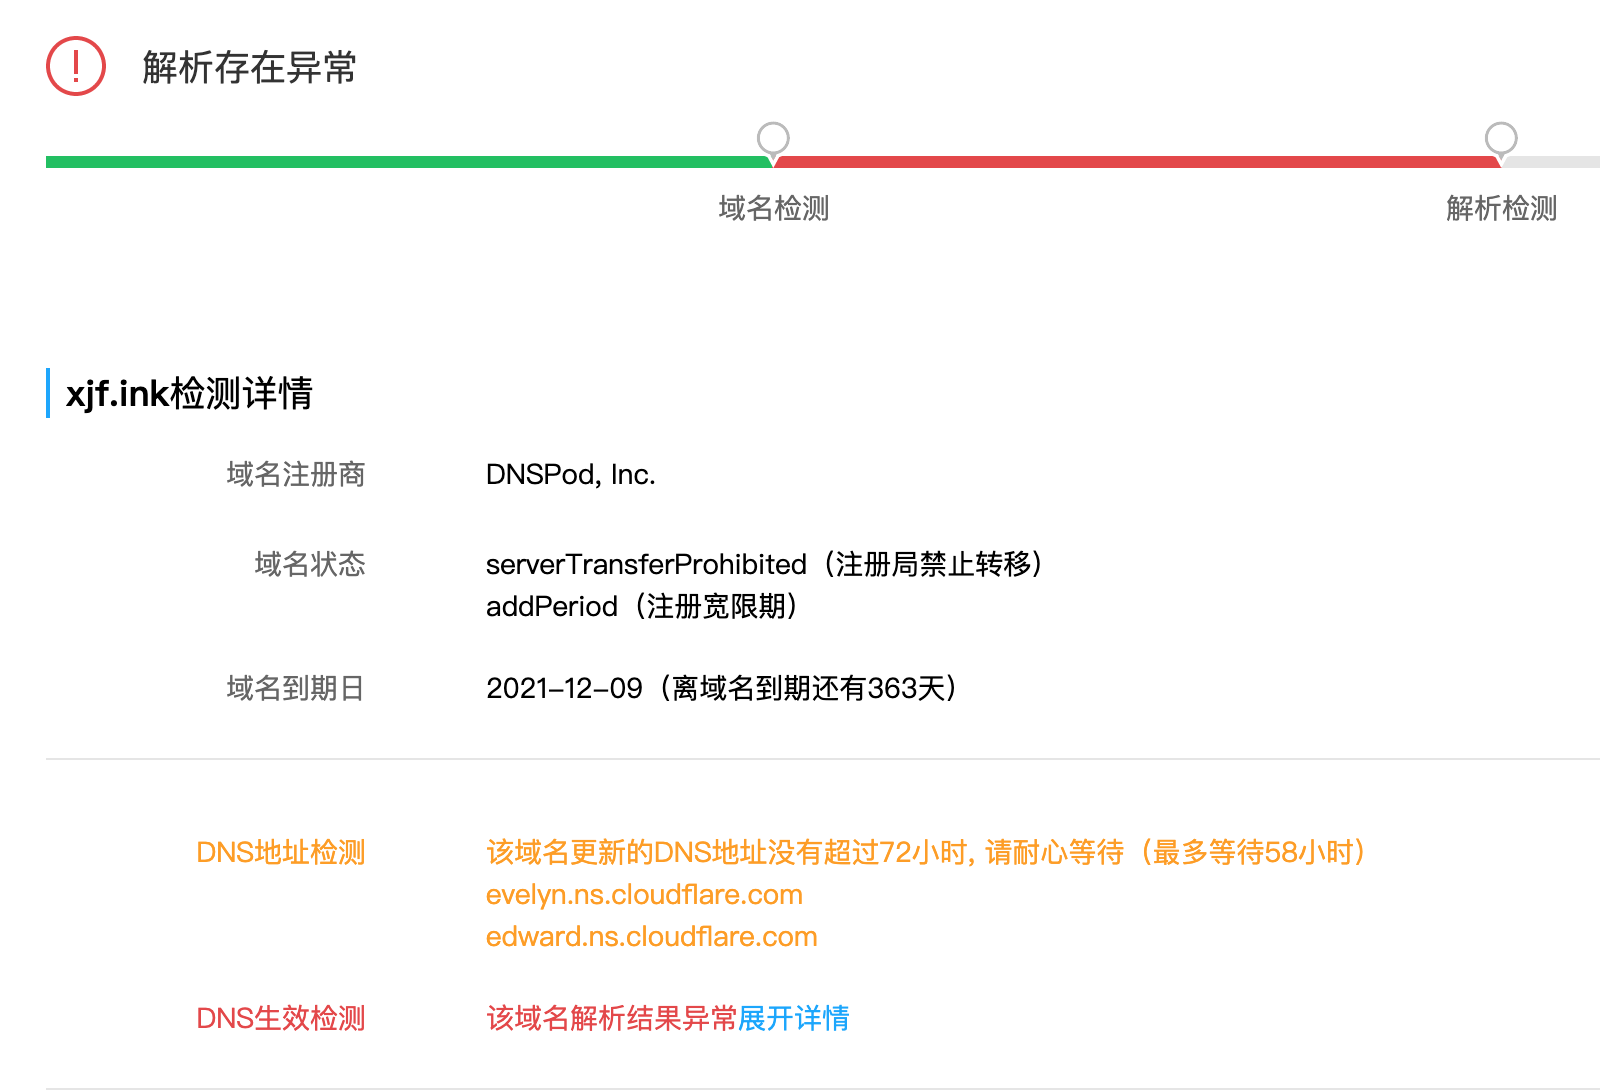 解析存在异常
域名检测
解析检测
xjf.ink检测详情
域名注册商 DNSPod, Inc.
域名状态 serverTransferProhibited（注册局禁止转移）
addPeriod（注册宽限期）
域名到期日 2021-12-09（离域名到期还有363天）
DNS地址检测 该域名更新的DNS地址没有超过72小时, 请耐心等待（最多等待58小时）
evelyn.ns.cloudflare.com
edward.ns.cloudflare.com
DNS生效检测 该域名解析结果异常展开详情